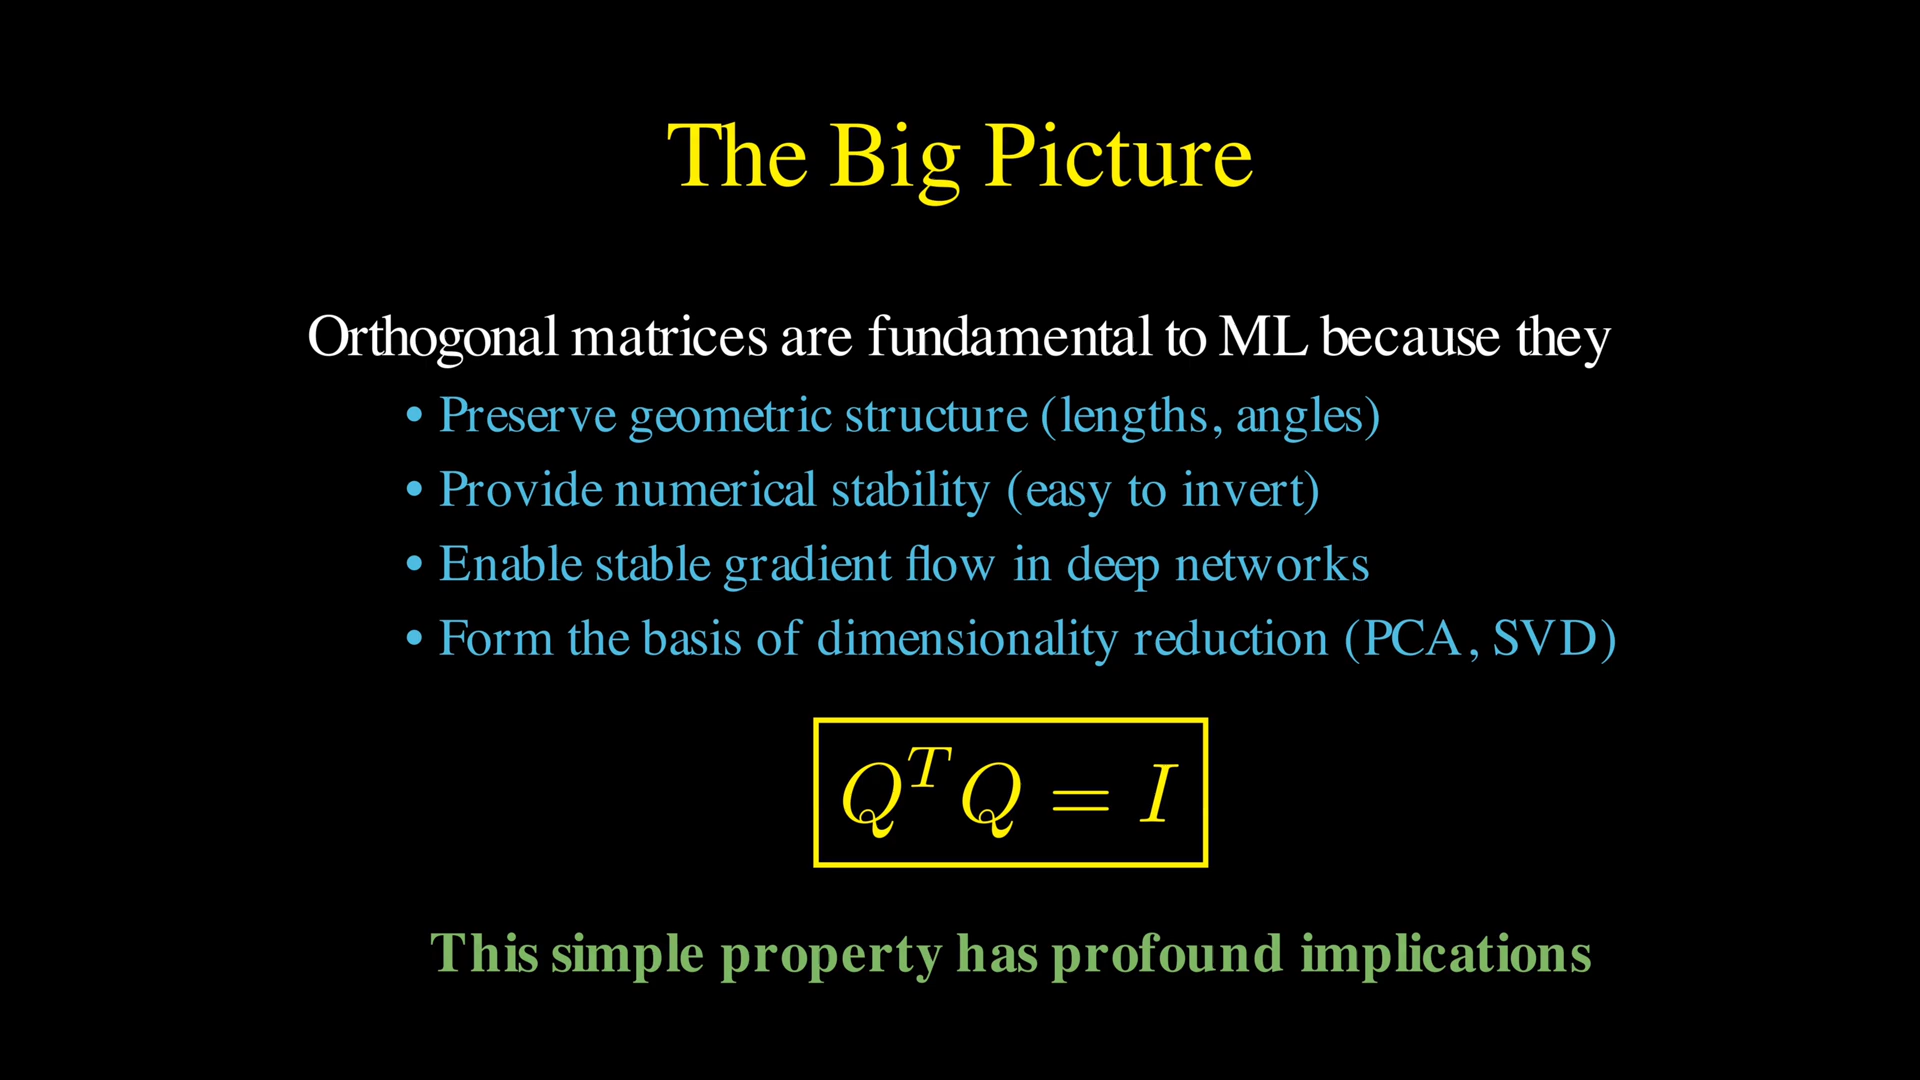 The Big Picture
Orthogonal matrices are fundamental to ML because they
• Preserve geometric structure (lengths, angles)
• Provide numerical stability (easy to invert)
• Enable stable gradient flow in deep networks
• Form the basis of dimensionality reduction (PCA, SVD)
$Q^T Q = I$
This simple property has profound implications